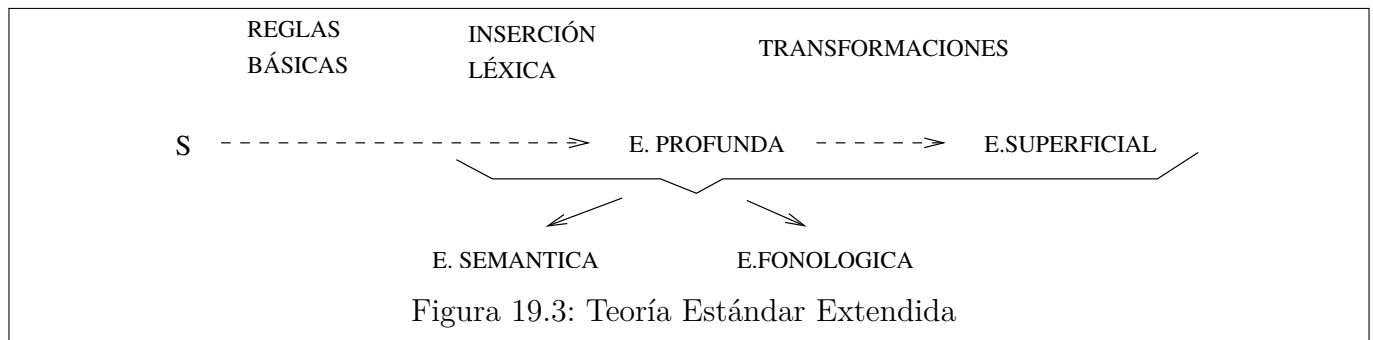 REGLAS
BÁSICAS
INSERCIÓN
LÉXICA
TRANSFORMACIONES
S
E. PROFUNDA
E.SUPERFICIAL
E. SEMANTICA
E.FONOLOGICA
Figura 19.3: Teoría Estándar Extendida